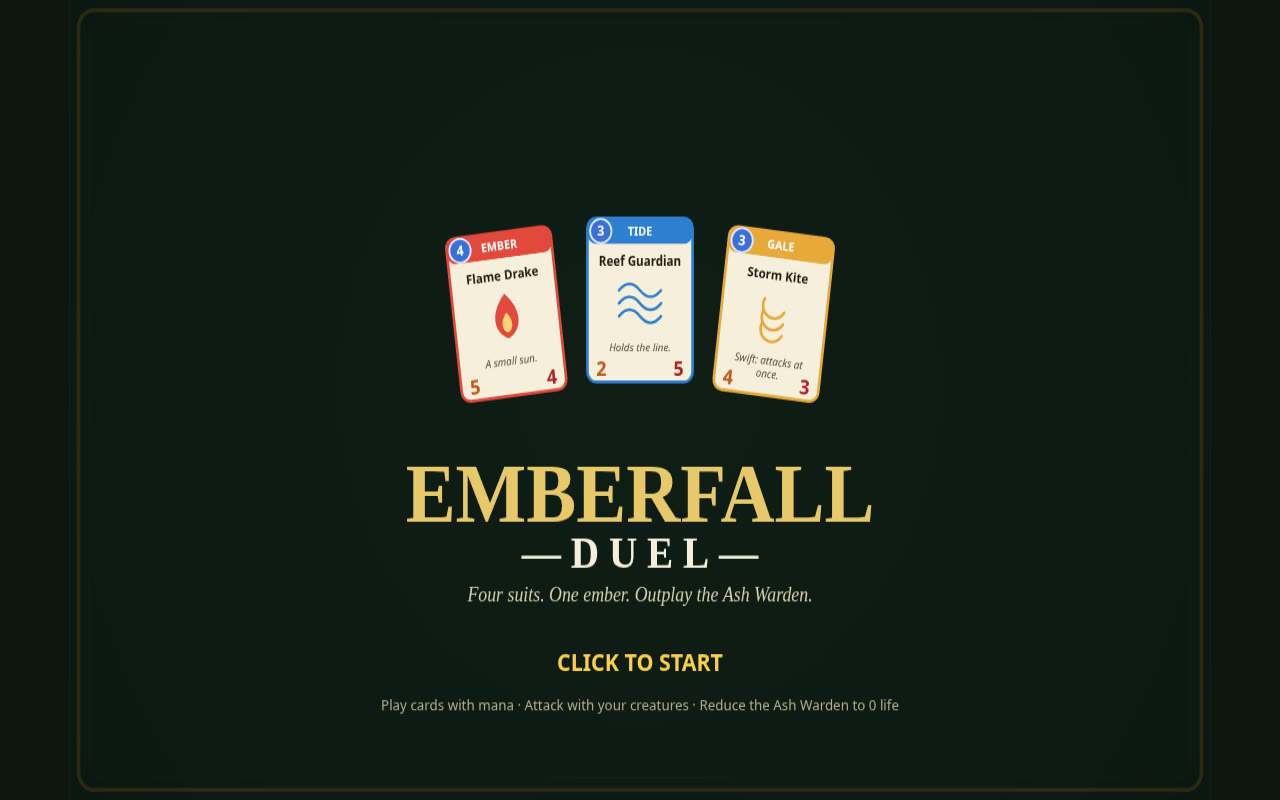 4 EMBER
Flame Drake
A small sun.
5 4
3 TIDE
Reef Guardian
Holds the line.
2 5
3 GALE
Storm Kite
Swift: attacks at
once.
4 3
EMBERFALL
—DUEL—
Four suits. One ember. Outplay the Ash Warden.
CLICK TO START
Play cards with mana · Attack with your creatures · Reduce the Ash Warden to 0 life